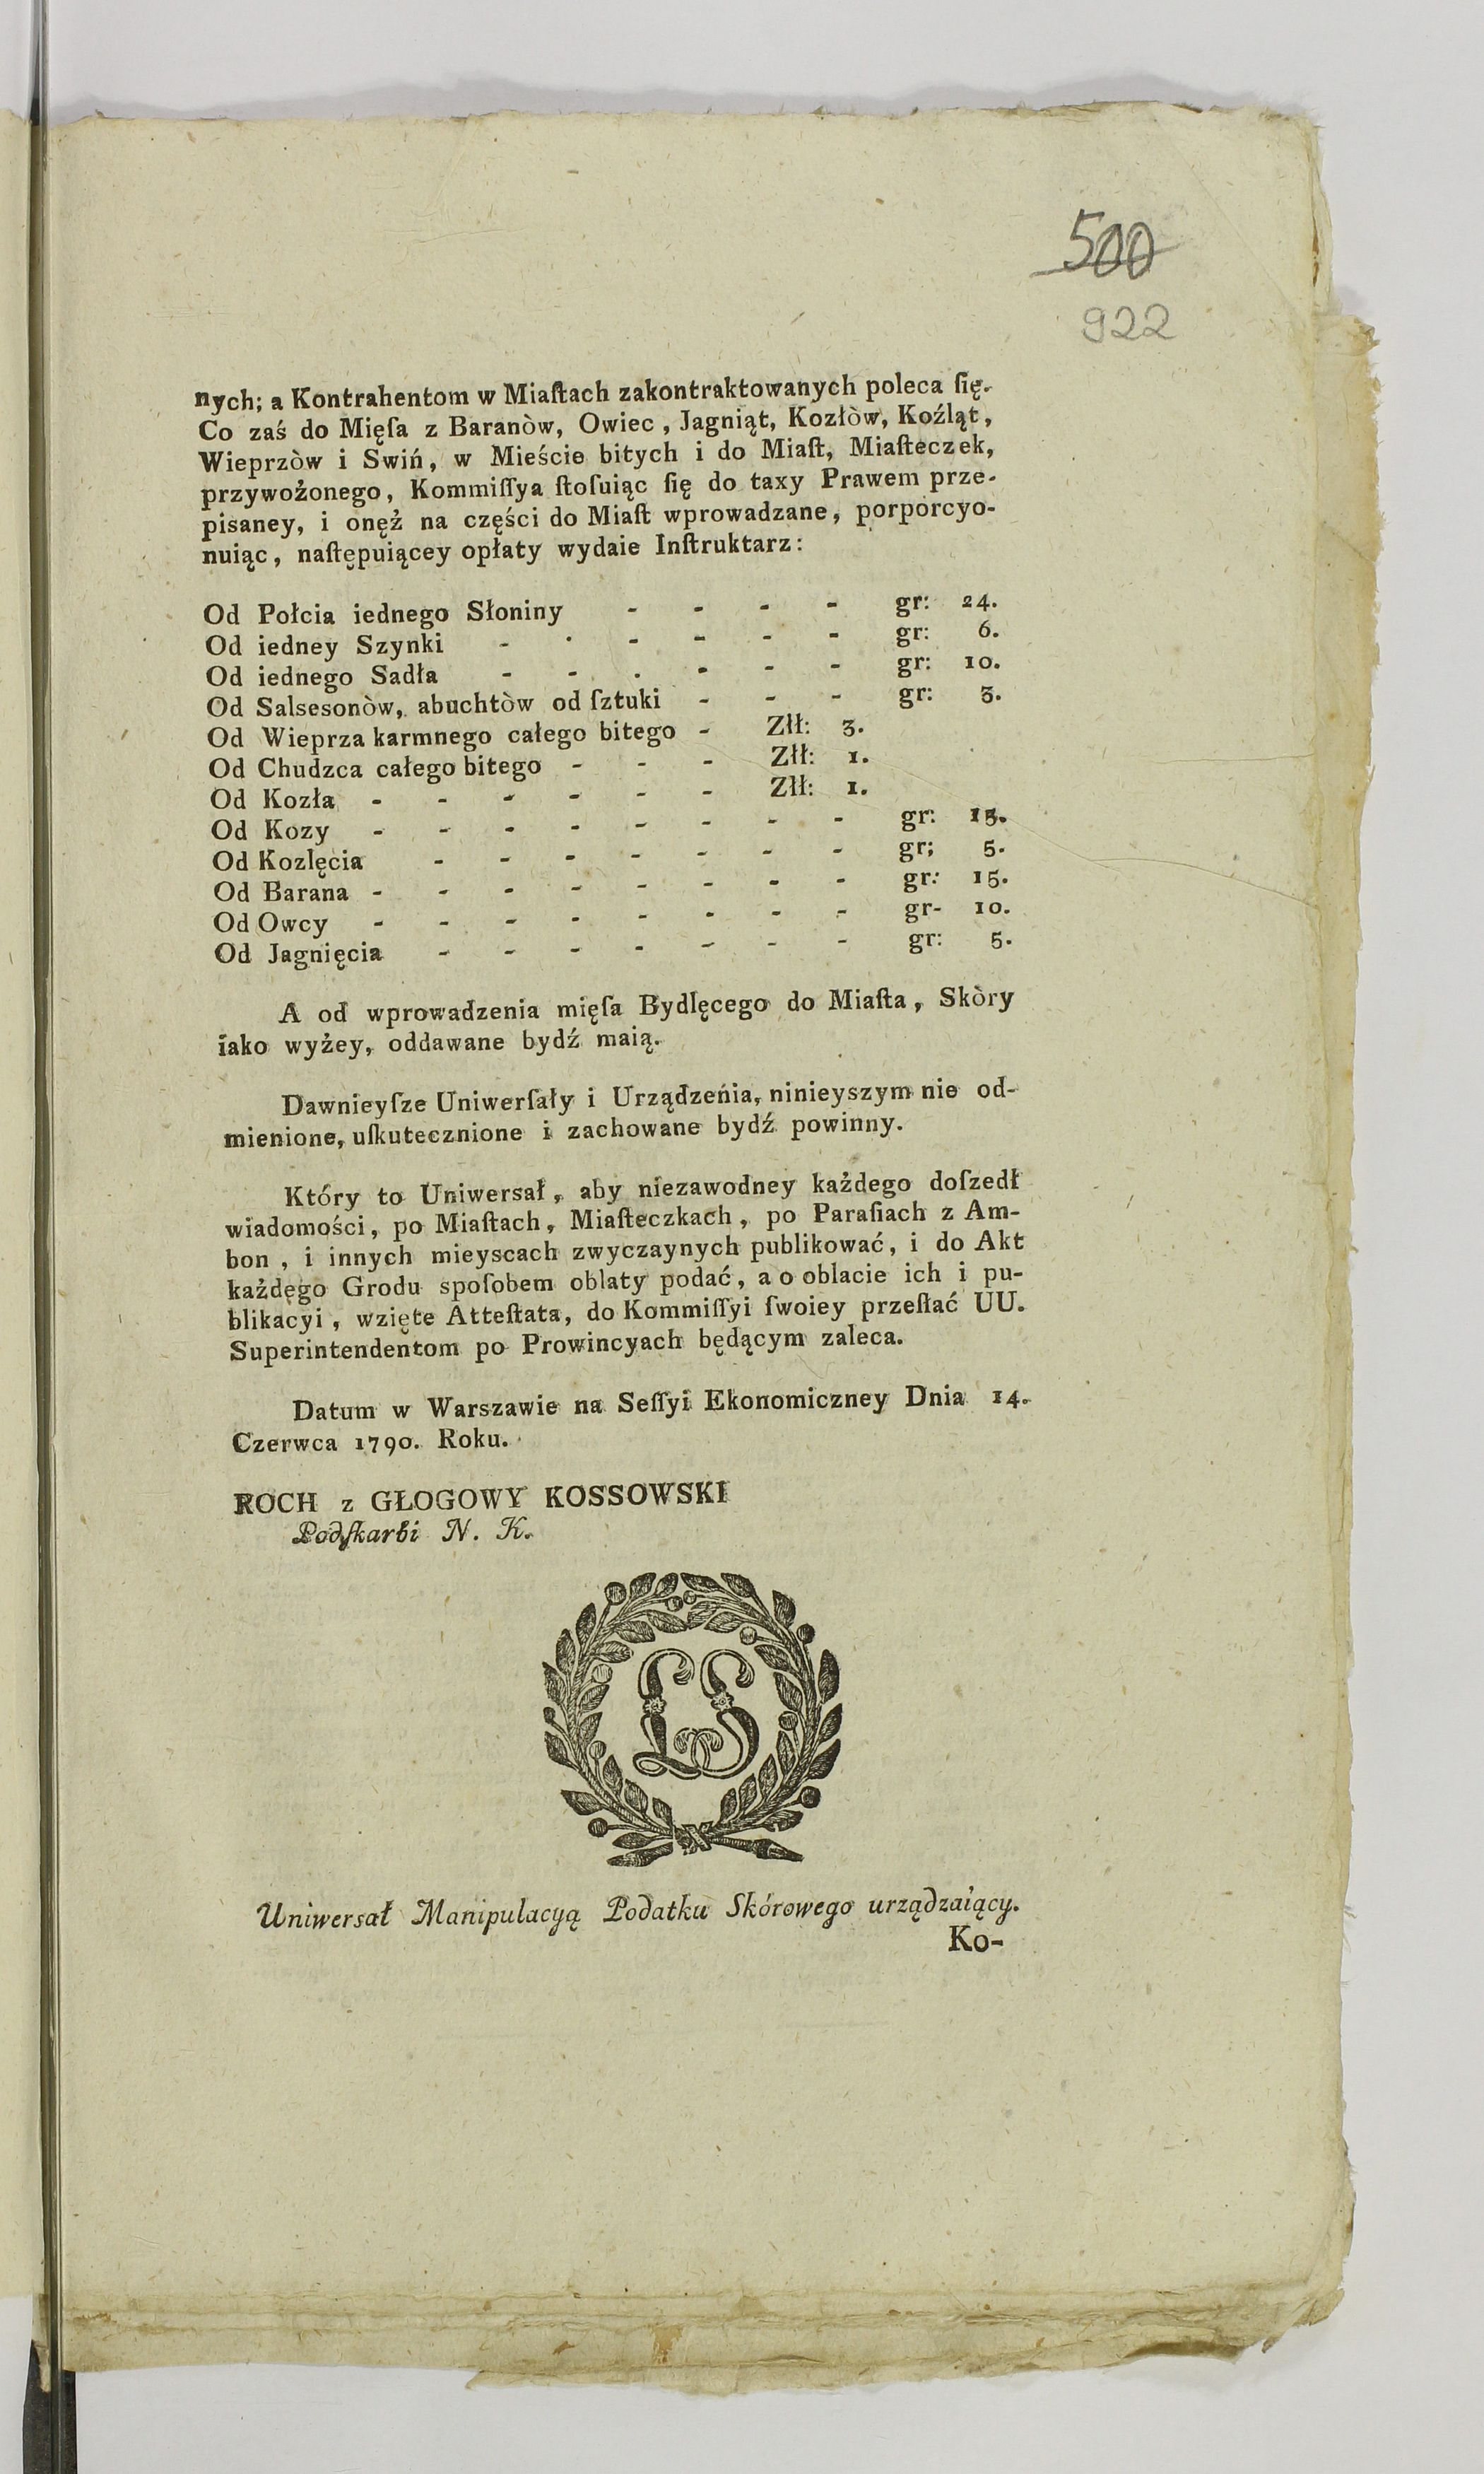 500
922
nych; a Kontrahentom w Miaſtach zakontraktowanych poleca ſię.
Co zaś do Mięſa z Baranòw, Owiec, Jagniąt, Kozłòw, Koźląt,
Wieprzòw i Swiń, w Mieście bitych i do Miaſt, Miaſteczek,
przywożonego, Kommiſſya ſtoſuiąc ſię do taxy Prawem prze-
pisaney, i onęż na części do Miaſt wprowadzane, porporcyo-
nuiąc, naſtępuiącey opłaty wydaie Inſtruktarz:
Od Połcia iednego Słoniny - - - - gr: 24.
Od iedney Szynki - - - - - - gr: 6.
Od iednego Sadła - - - - - - gr: 10.
Od Salsesonòw, abuchtòw od ſztuki - - - gr: 3.
Od Wieprza karmnego całego bitego - Złł: 3.
Od Chudzca całego bitego - - - Złł: 1.
Od Kozła - - - - - - Złł: 1.
Od Kozy - - - - - - - - gr: 15.
Od Kozlęcia - - - - - - - gr; 5.
Od Barana - - - - - - - - gr: 15.
Od Owcy - - - - - - - - gr- 10.
Od Jagnięcia - - - - - - - gr: 5.
A od wprowadzenia mięſa Bydlęcego do Miaſta, Skòry
iako wyżey, oddawane bydź maią.
Dawnieyſze Uniwerſały i Urządzeńia, ninieyszym nie od-
mienione, uſkutecznione i zachowane bydź powinny.
Który to Uniwersał, aby niezawodney każdego doſzedł
wiadomości, po Miaſtach, Miaſteczkach, po Parafiach z Am-
bon, i innych mieyscach zwyczaynych publikować, i do Akt
każdęgo Grodu spoſobem oblaty podać, a o oblacie ich i pu-
blikacyi, wzięte Atteſtata, do Kommiſſyi ſwoiey przeſłać UU.
Superintendentom po Prowincyach będącym zaleca.
Datum w Warszawie na Seſſyi Ekonomiczney Dnia 14.
Czerwca 1790. Roku.
ROCH z GŁOGOWY KOSSOWSKI
Podſkarbi N. K.
LS
Uniwersał Manipulacyą Podatku Skórowego urządzaiący.
Ko-